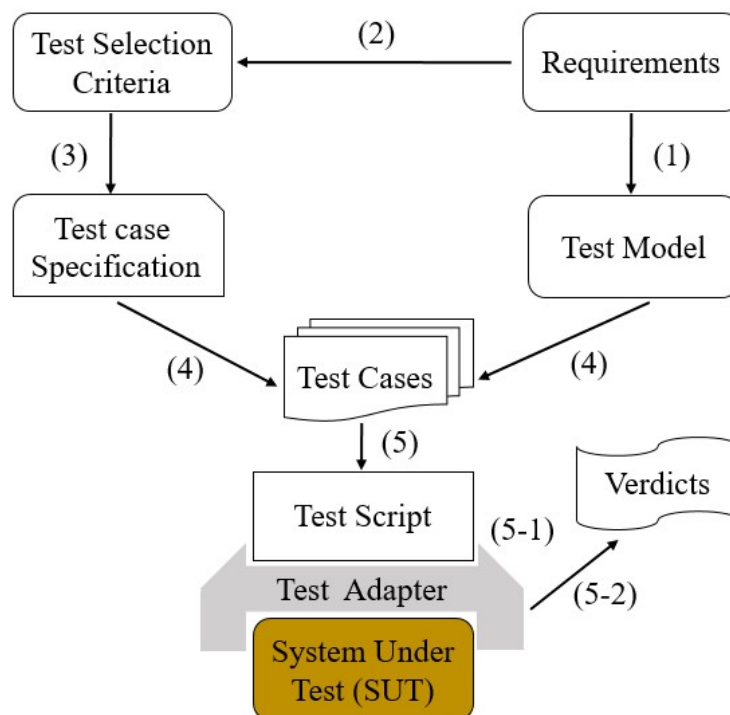 Test Selection
Criteria
(2)
Requirements
(3)
(1)
Test case
Specification
Test Model
(4)
Test Cases
(4)
(5)
Verdicts
Test Script
(5-1)
Test Adapter
(5-2)
System Under
Test (SUT)